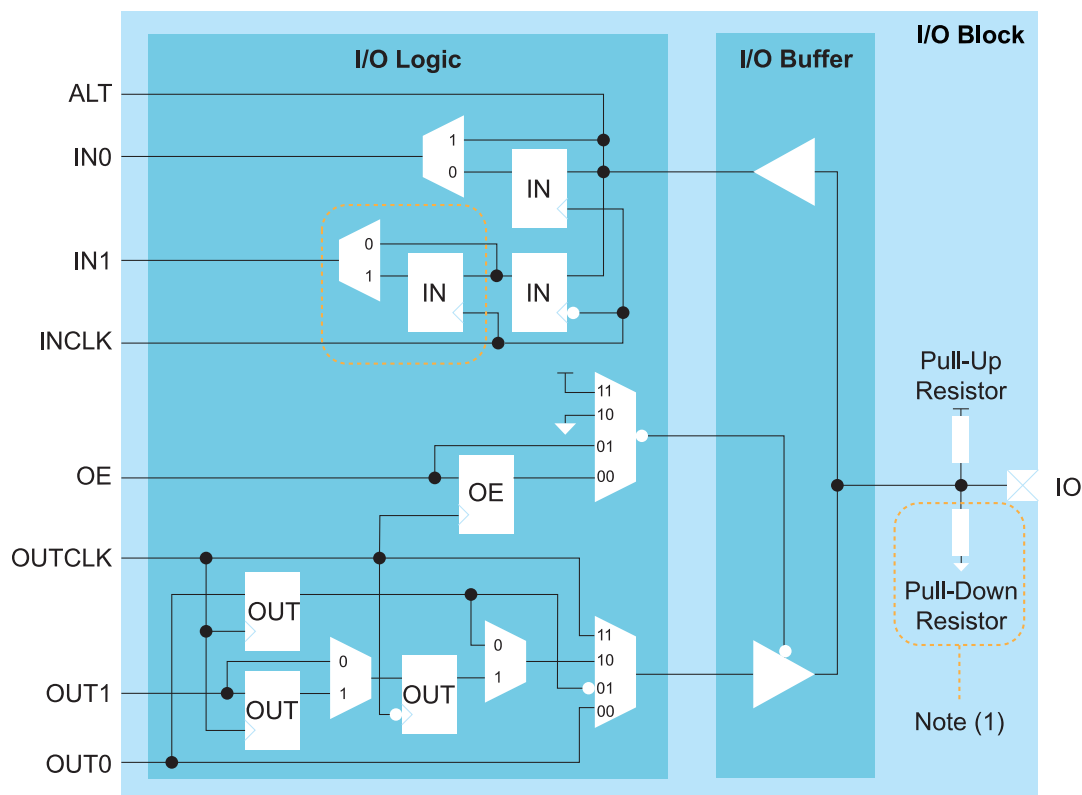 I/O Block
I/O Logic
I/O Buffer
ALT
1
IN0
0
IN
0
IN1
1
IN
IN
INCLK
Pull-Up
Resistor
11
10
01
OE
00
OE
IO
OUTCLK
Pull-Down
Resistor
OUT
0
11
0
10
1
1
OUT1
OUT
OUT
01
00
Note (1)
OUT0